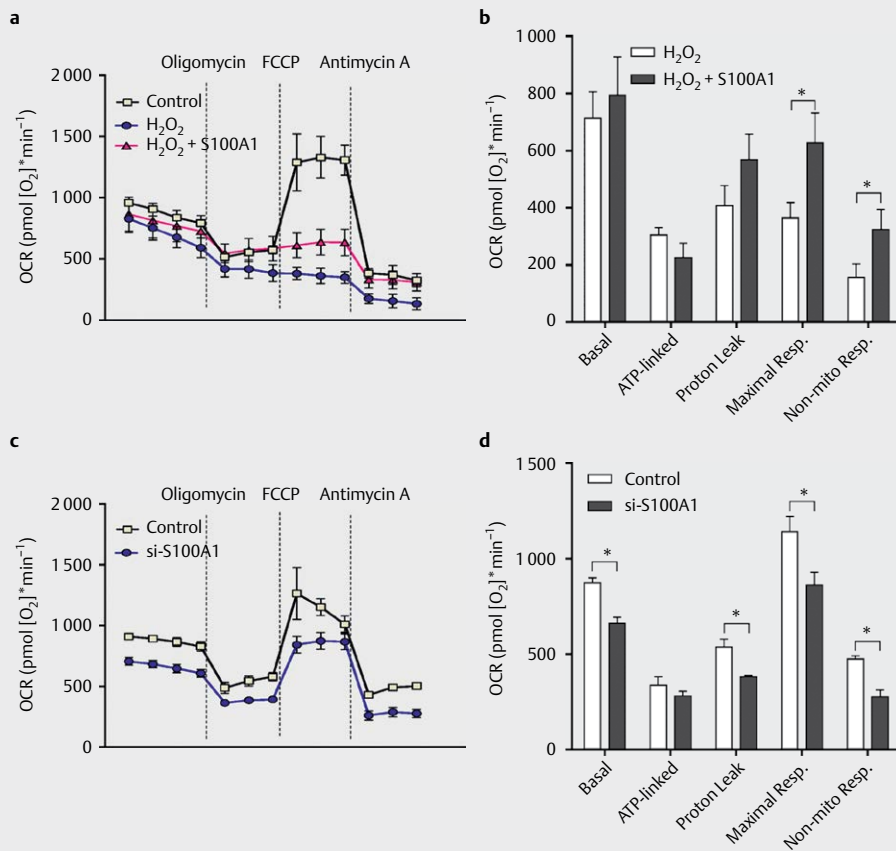 a
Oligomycin FCCP Antimycin A
2 000
1 500
1 000
500
0
OCR (pmol [O₂]*min⁻¹)
Control
H₂O₂
H₂O₂ + S100A1
b
1 000
800
600
400
200
0
OCR (pmol [O₂]*min⁻¹)
H₂O₂
H₂O₂ + S100A1
*
*
Basal
ATP-linked
Proton Leak
Maximal Resp.
Non-mito Resp.
c
Oligomycin FCCP Antimycin A
2 000
1 500
1 000
500
0
OCR (pmol [O₂]*min⁻¹)
Control
si-S100A1
d
1 500
1 000
500
0
OCR (pmol [O₂]*min⁻¹)
Control
si-S100A1
*
*
*
*
Basal
ATP-linked
Proton Leak
Maximal Resp.
Non-mito Resp.